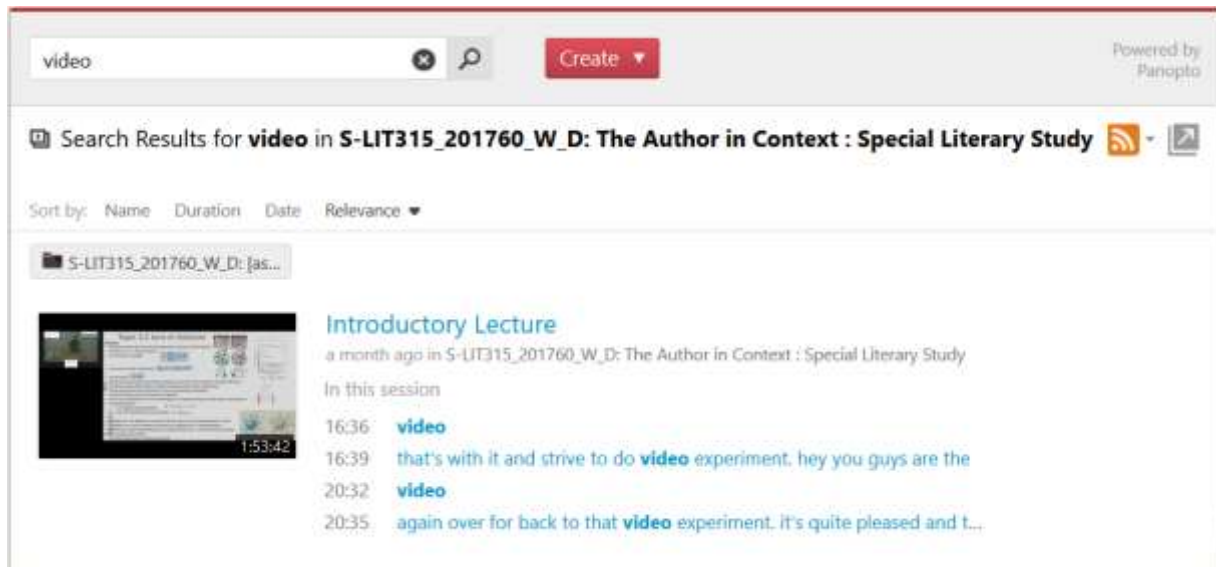 video
Create
Powered by
Panopto
Search Results for video in S-LIT315_201760_W_D: The Author in Context : Special Literary Study
Sort by: Name Duration Date Relevance
S-LIT315_201760_W_D: [as...
Introductory Lecture
a month ago in S-LIT315_201760_W_D: The Author in Context : Special Literary Study
In this session
16:36 video
16:39 that's with it and strive to do video experiment. hey you guys are the
20:32 video
20:35 again over for back to that video experiment. it's quite pleased and t...
1:53:42